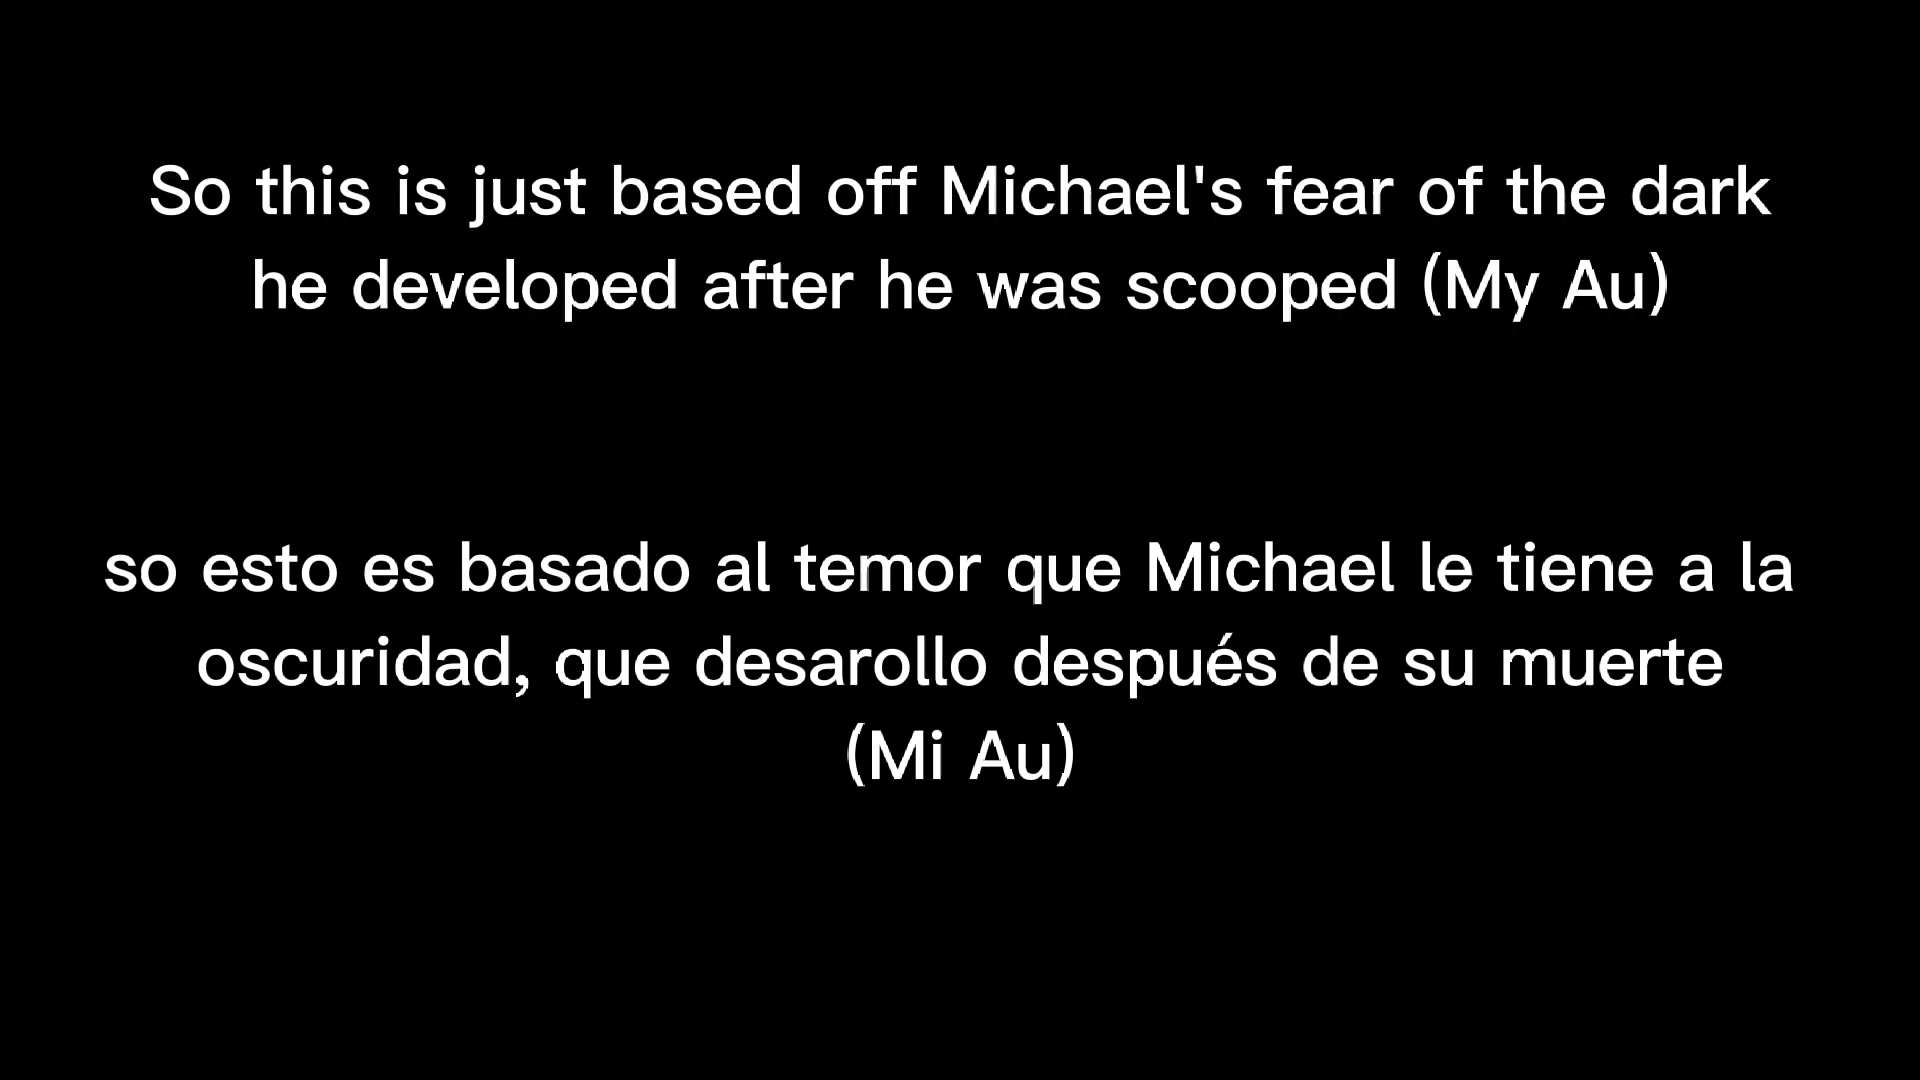 So this is just based off Michael's fear of the dark
he developed after he was scooped (My Au)
so esto es basado al temor que Michael le tiene a la
oscuridad, que desarollo después de su muerte
(Mi Au)